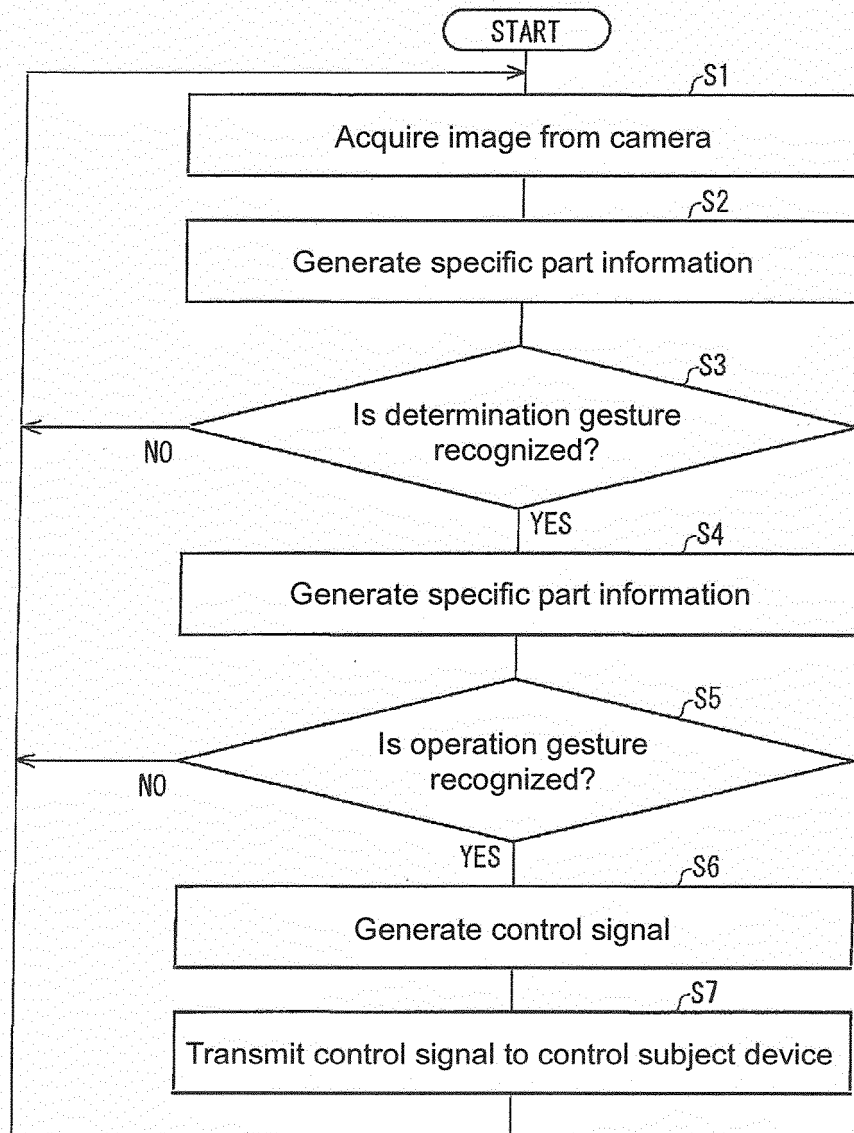 START
S1
Acquire image from camera
S2
Generate specific part information
S3
Is determination gesture
recognized?
NO
YES
S4
Generate specific part information
S5
Is operation gesture
recognized?
NO
YES
S6
Generate control signal
S7
Transmit control signal to control subject device